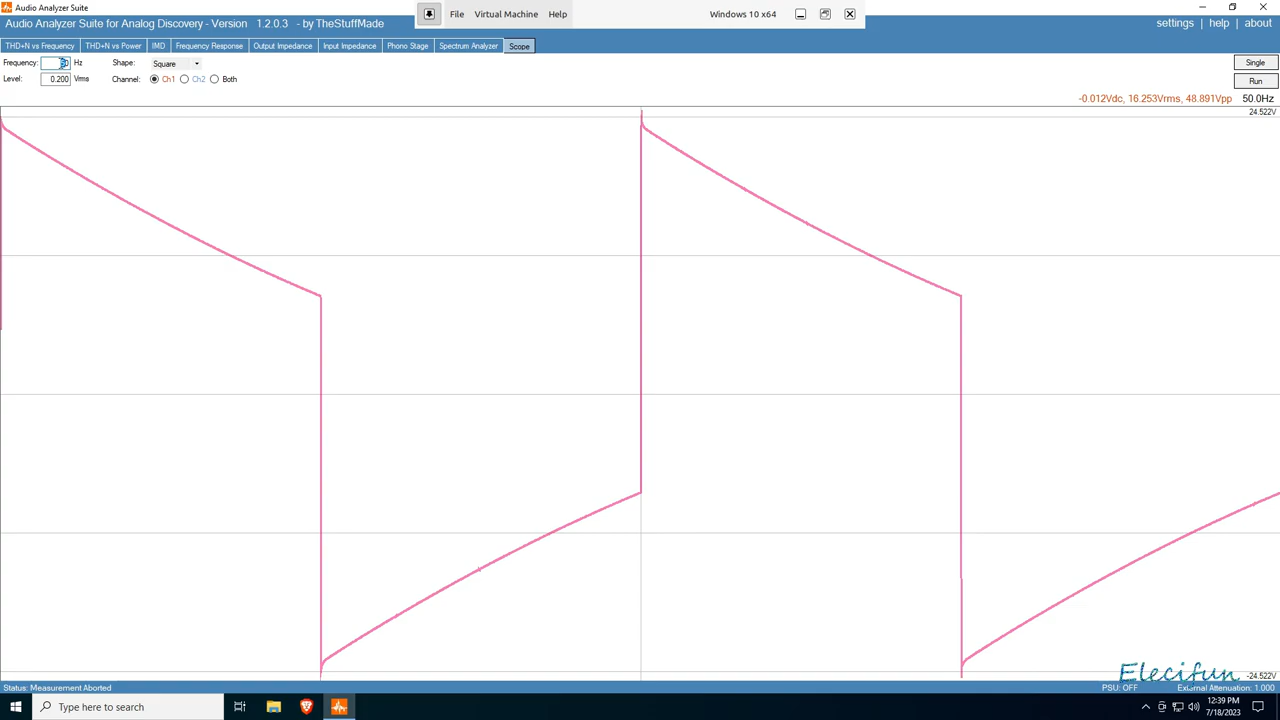 Audio Analyzer Suite
File Virtual Machine Help Windows 10 x64
Audio Analyzer Suite for Analog Discovery - Version 1.2.0.3 - by TheStuffMade
settings | help | about
THD+N vs Frequency THD+N vs Power IMD Frequency Response Output Impedance Input Impedance Phono Stage Spectrum Analyzer Scope
Frequency: Hz Shape: Square Single
Level: 0.200 Vrms Channel: Ch1 Ch2 Both Run
-0.012Vdc, 16.253Vrms, 48.891Vpp 50.0Hz
24.522V
Elecifun
-24.522V
Status: Measurement Aborted PSU: OFF External Attenuation: 1.000
Type here to search
12:39 PM
7/18/2023